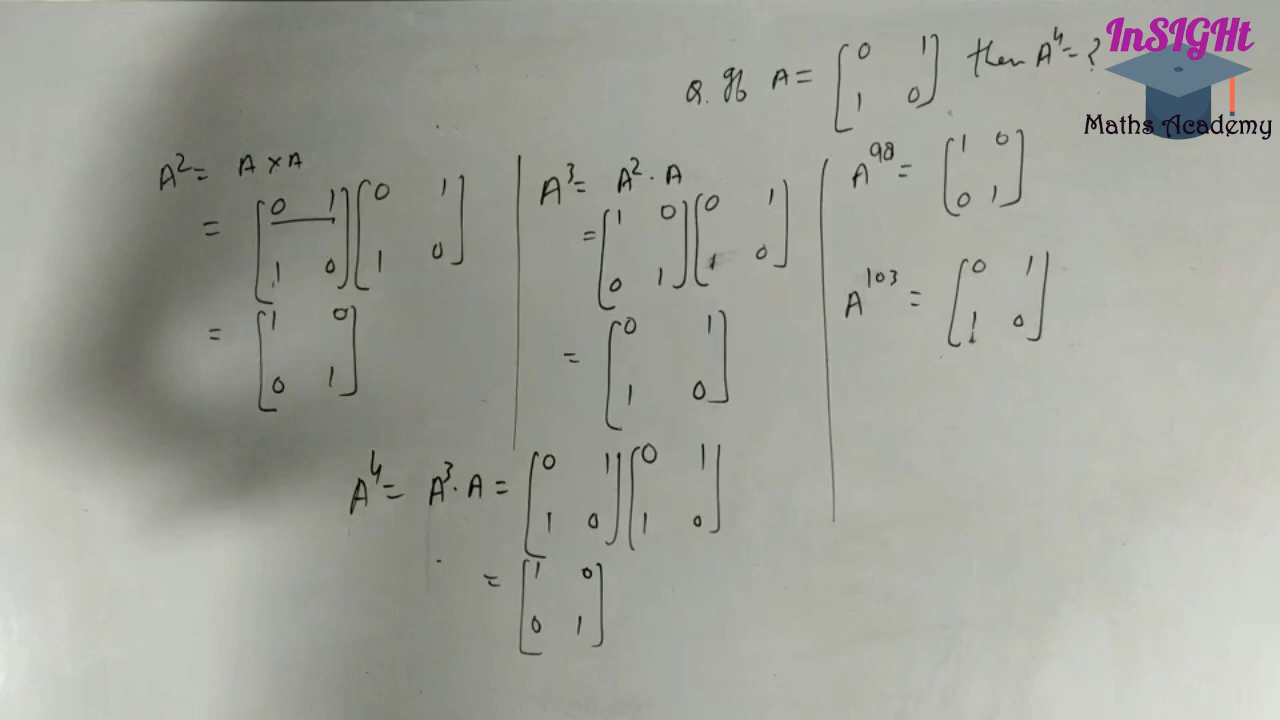 InSIGHt
Maths Academy
Q. If A = [0 1
1 0] then A⁴ = ?
A² = A × A
= [0 1
1 0] [0 1
1 0]
= [1 0
0 1]
A³ = A² . A
= [1 0
0 1] [0 1
1 0]
= [0 1
1 0]
A⁴ = A³ . A = [0 1
1 0] [0 1
1 0]
= [1 0
0 1]
A⁹⁸ = [1 0
0 1]
A¹⁰³ = [0 1
1 0]